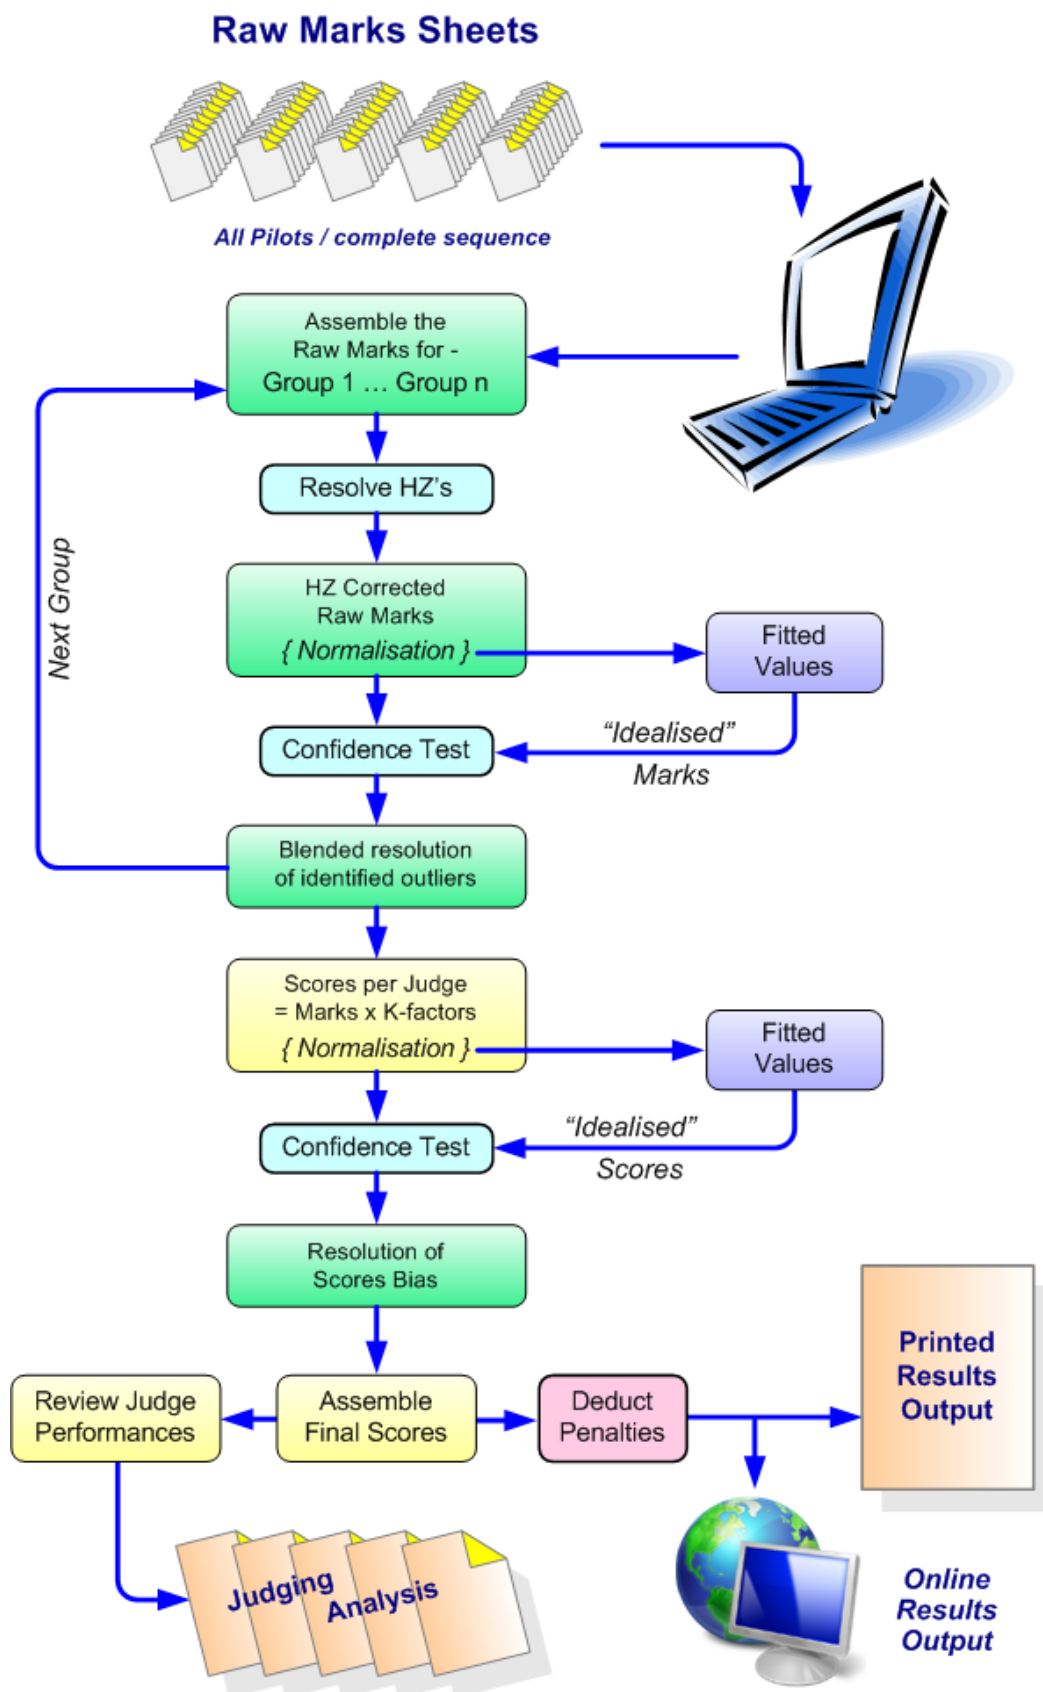 Raw Marks Sheets
All Pilots / complete sequence
Assemble the
Raw Marks for -
Group 1 ... Group n
Resolve HZ's
Next Group
HZ Corrected
Raw Marks
{ Normalisation }
Fitted
Values
"Idealised"
Marks
Confidence Test
Blended resolution
of identified outliers
Scores per Judge
= Marks x K-factors
{ Normalisation }
Fitted
Values
"Idealised"
Scores
Confidence Test
Resolution of
Scores Bias
Review Judge
Performances
Assemble
Final Scores
Deduct
Penalties
Printed
Results
Output
Judging
Analysis
Online
Results
Output